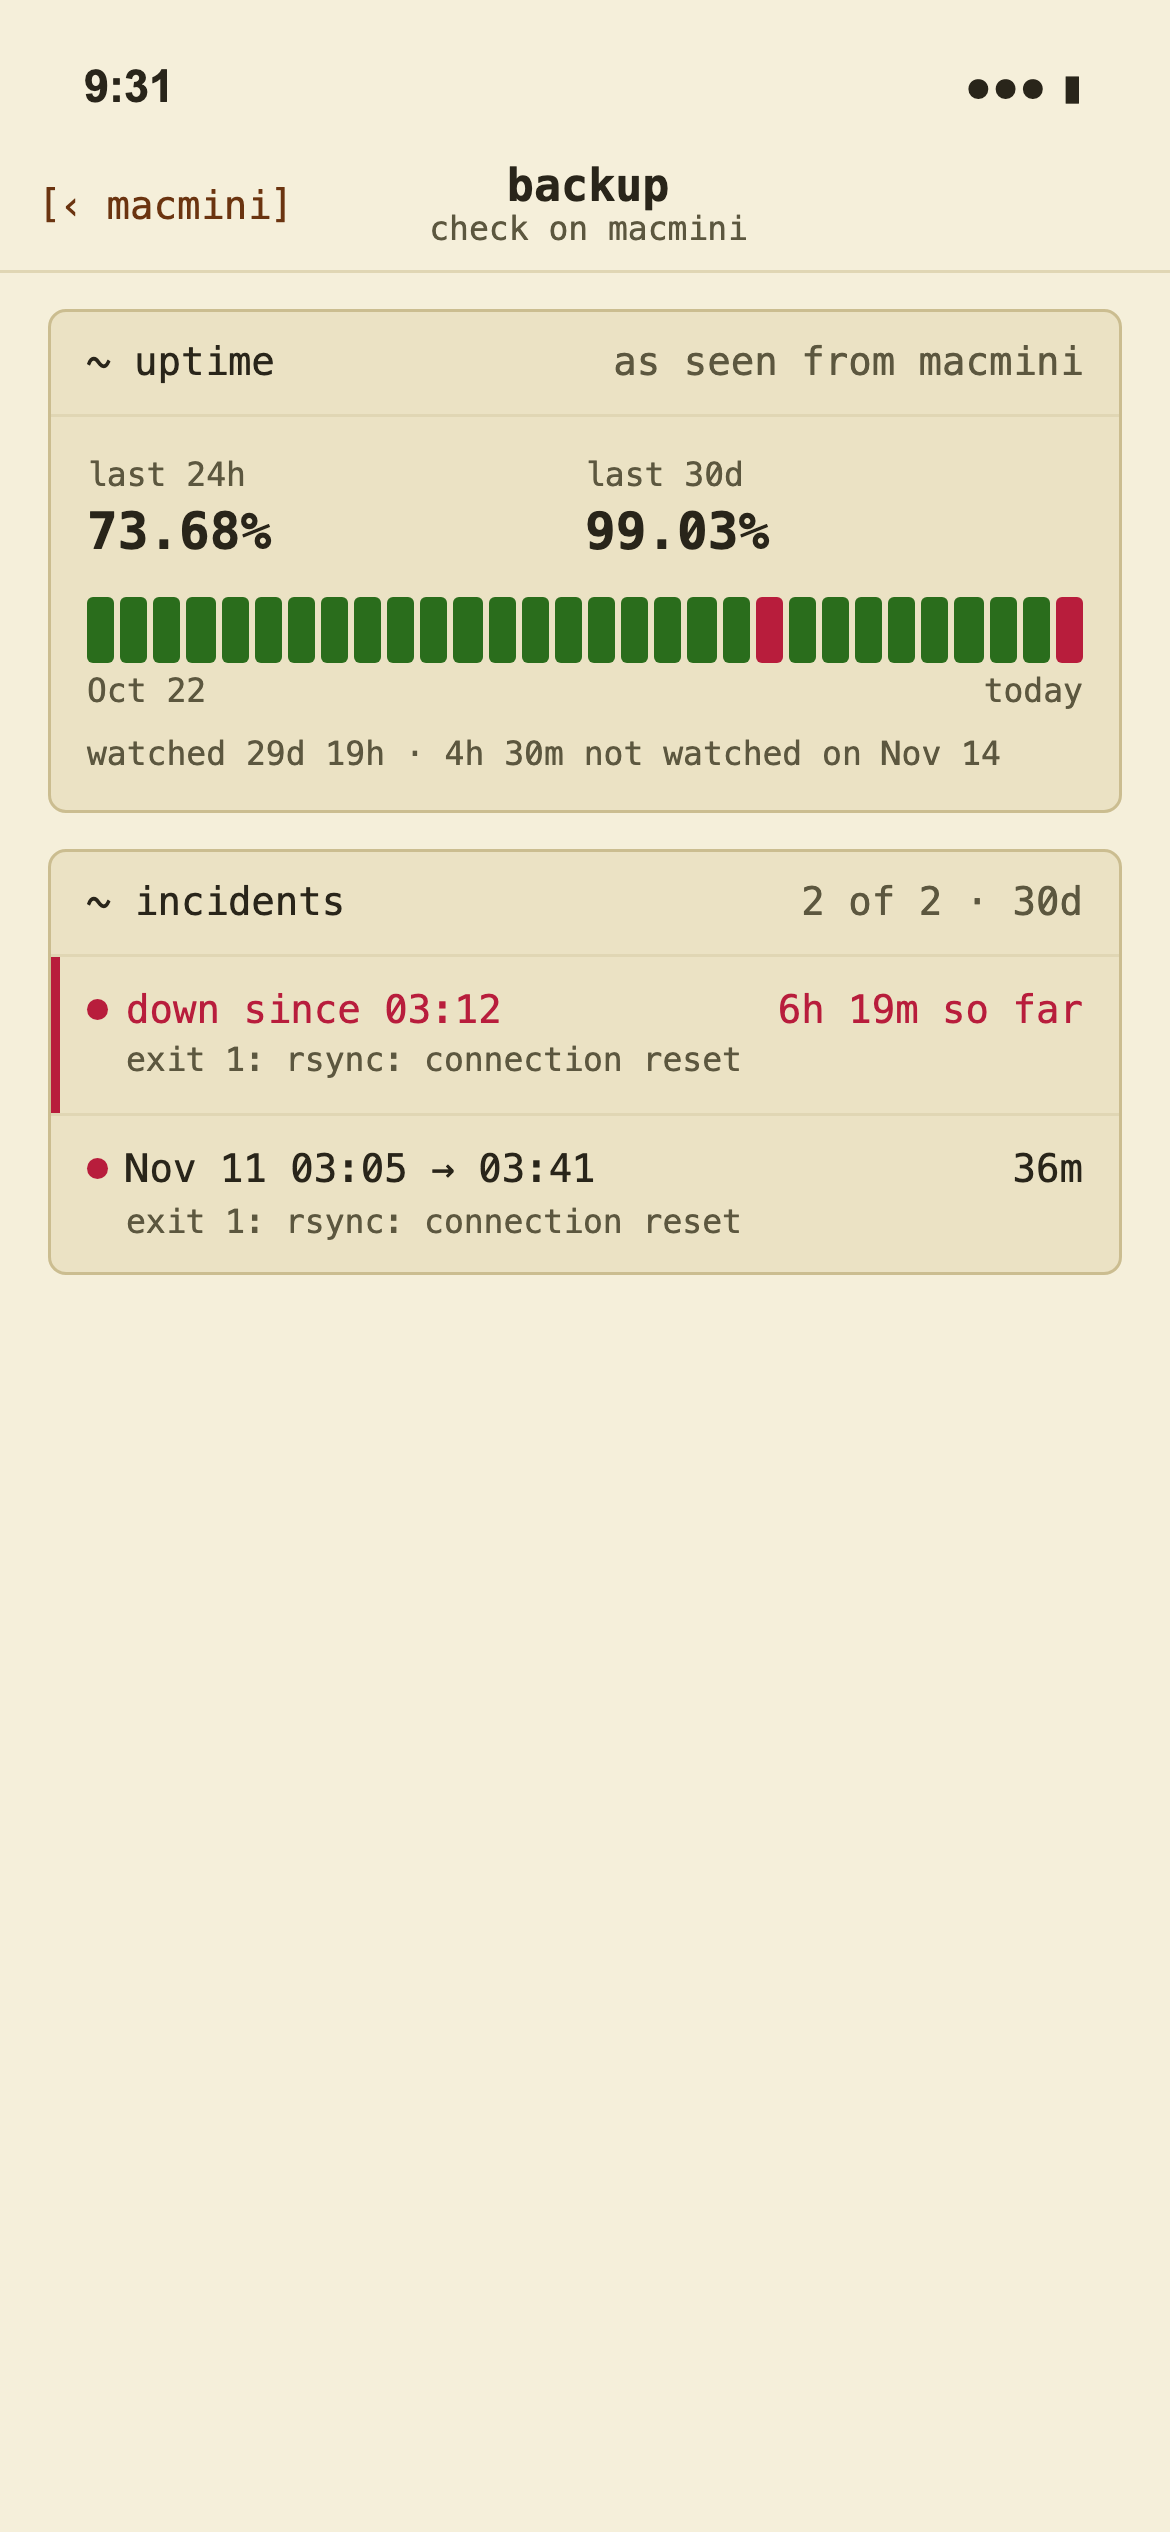 9:31
[‹ macmini]
backup
check on macmini
~ uptime
as seen from macmini
last 24h
last 30d
73.68%
99.03%
Oct 22
today
watched 29d 19h · 4h 30m not watched on Nov 14
~ incidents
2 of 2 · 30d
down since 03:12
6h 19m so far
exit 1: rsync: connection reset
Nov 11 03:05 → 03:41
36m
exit 1: rsync: connection reset